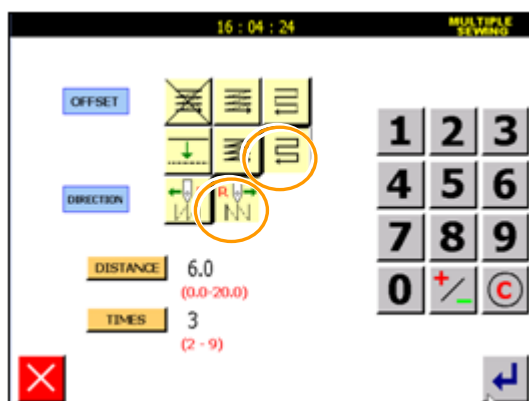 16 : 04 : 24
MULTIPLE
SEWING
OFFSET
1 2 3
4 5 6
DIRECTION
R
7 8 9
DISTANCE 6.0
(0.0-20.0)
0 +/- C
TIMES 3
(2 - 9)